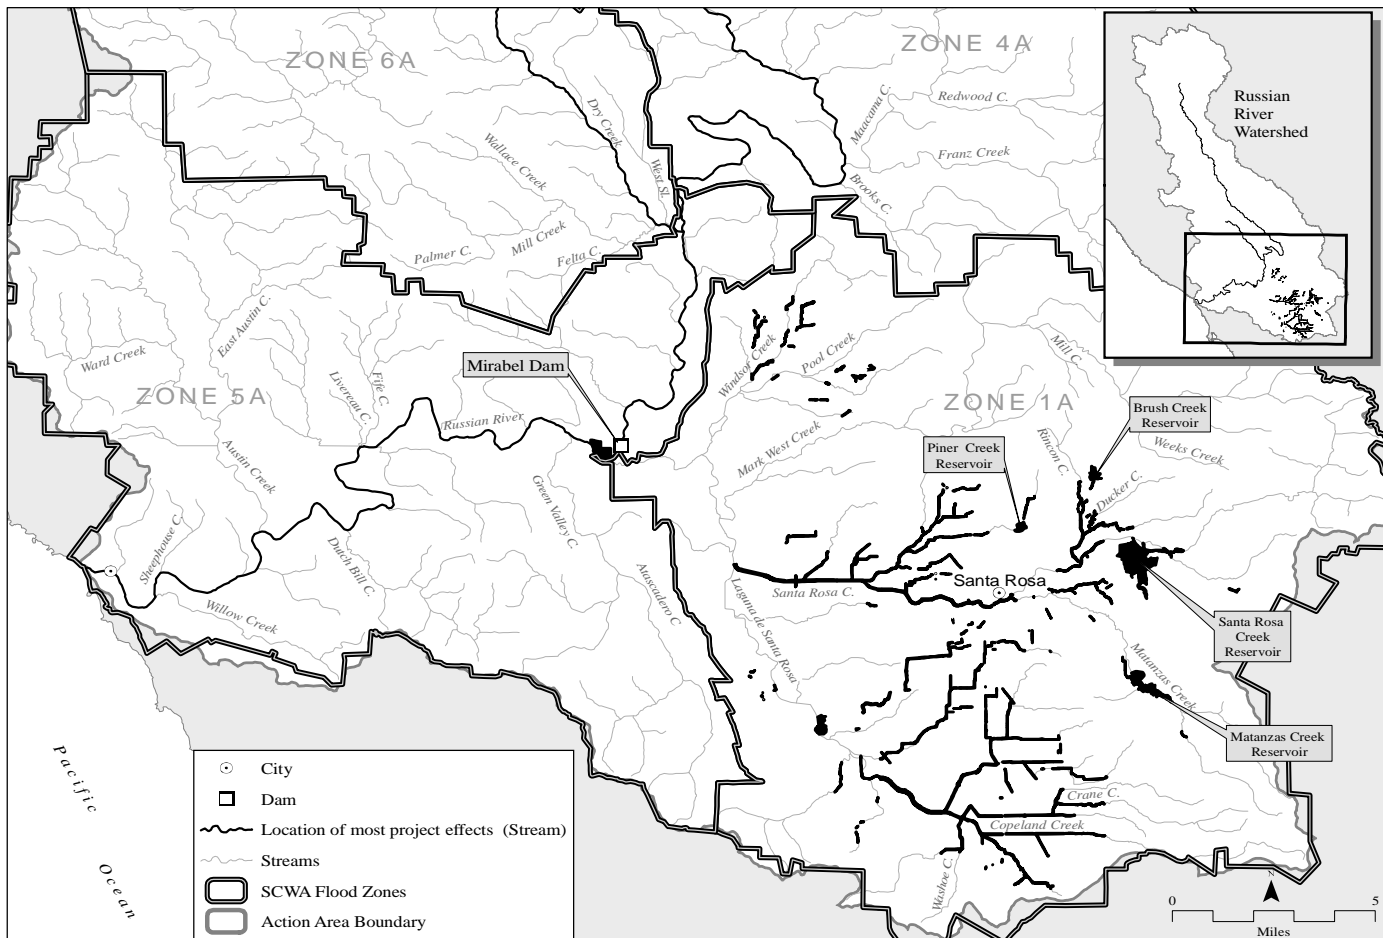 ZONE 6A
ZONE 4A
Russian
River
Watershed
Dry Creek
Maacama C.
Redwood C.
Wallace Creek
West Sl.
Franz Creek
Brooks C.
Palmer C.
Mill Creek
Felta C.
East Austin C.
Ward Creek
Mirabel Dam
Windsor Creek
Pool Creek
Mill C.
ZONE 5A
Livereau C.
Fife C.
Russian River
ZONE 1A
Brush Creek
Reservoir
Piner Creek
Reservoir
Rincon C.
Weeks Creek
Mark West Creek
Austin Creek
Green Valley C.
Ducker C.
Sheephouse C.
Dutch Bill C.
Atascadero C
Laguna de Santa Rosa
Santa Rosa C.
Santa Rosa
Willow Creek
Santa Rosa
Creek
Reservoir
Matanzas Creek
Matanzas Creek
Reservoir
Pacific
Ocean
City
Dam
Location of most project effects (Stream)
Streams
SCWA Flood Zones
Action Area Boundary
Crane C.
Copeland Creek
Washoe C.
N
0
5
Miles